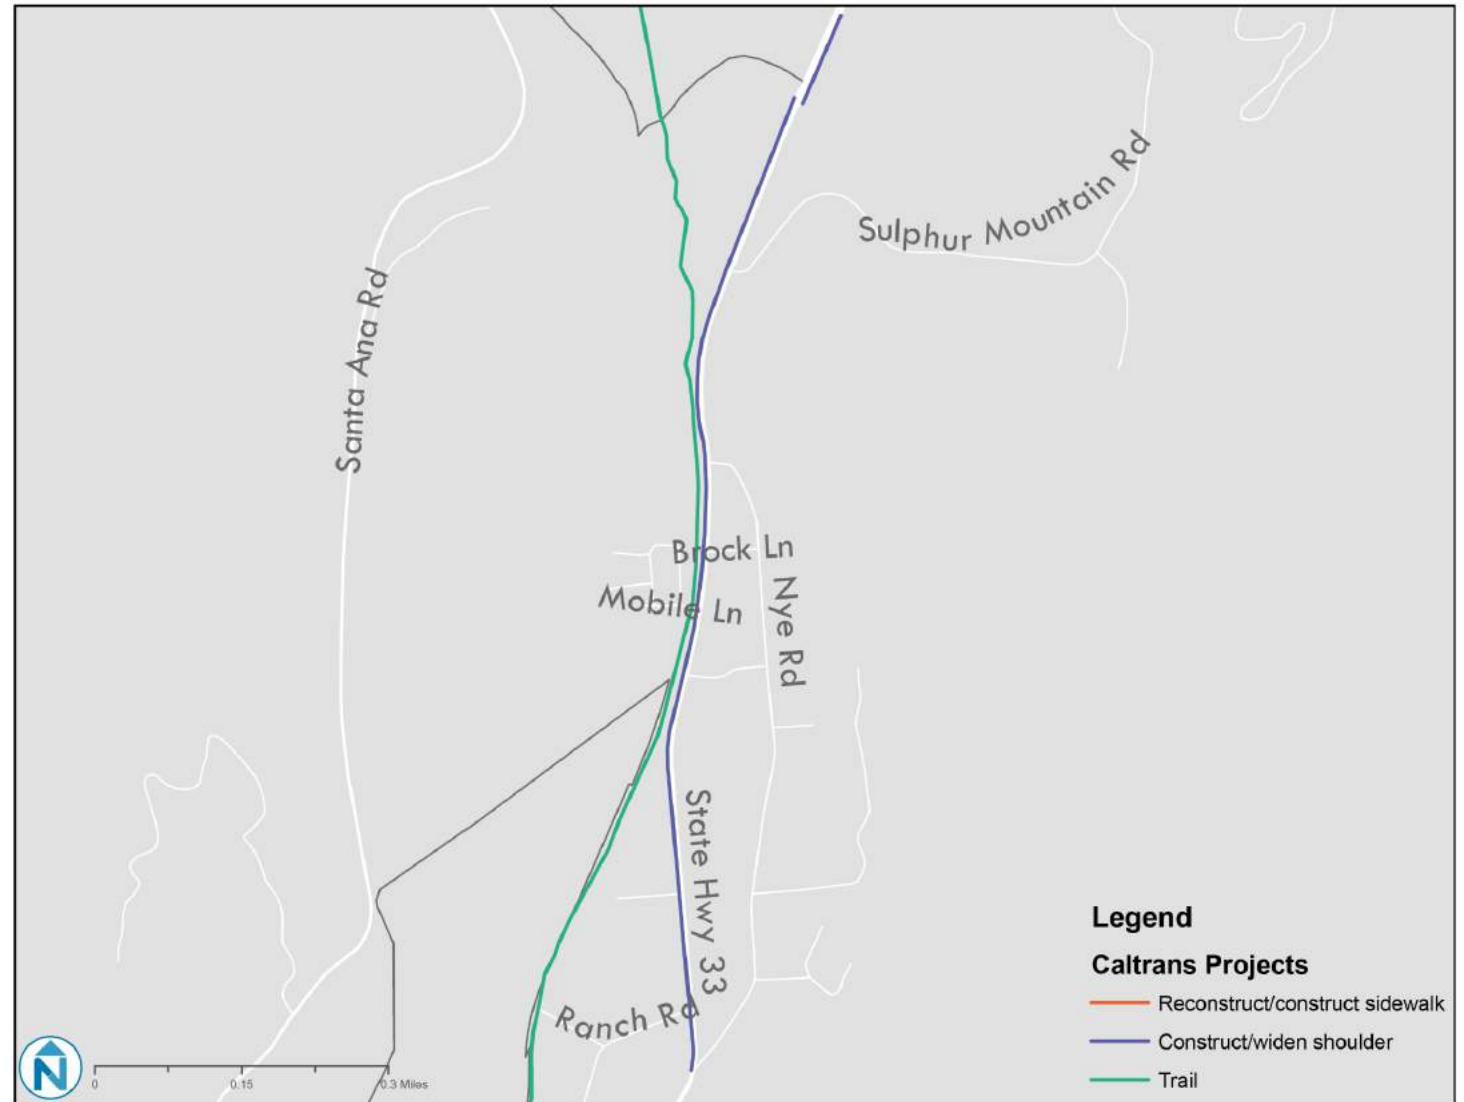 Sulphur Mountain Rd
Santa Ana Rd
Brock Ln
Mobile Ln
Nye Rd
State Hwy 33
Ranch Rd
Legend
Caltrans Projects
Reconstruct/construct sidewalk
Construct/widen shoulder
Trail
N
0 0.15 0.3 Miles